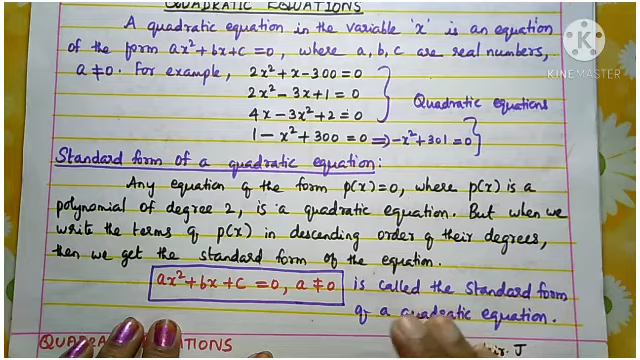 QUADRATIC EQUATIONS
A quadratic equation in the variable 'x' is an equation
of the form ax²+bx+c=0, where a, b, c are real numbers,
a≠0. For example, 2x²+x-300=0
2x²-3x+1=0
4x-3x²+2=0
1-x²+300=0 ⇒ -x²+301=0
Quadratic equations
KINEMASTER
Standard form of a quadratic equation:
Any equation of the form p(x)=0, where p(x) is a
polynomial of degree 2, is a quadratic equation. But when we
write the terms of p(x) in descending order of their degrees,
then we get the standard form of the equation.
ax²+bx+c=0, a≠0 is called the standard form
of a quadratic equation.
QUADRATIC EQUATIONS
J